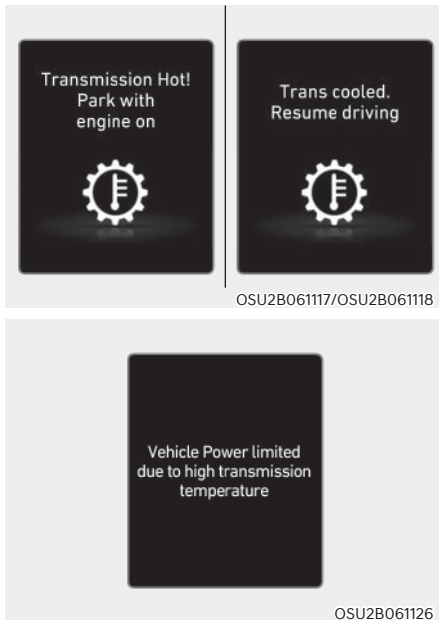 Transmission Hot!
Park with
engine on
Trans cooled.
Resume driving
OSU2B061117/OSU2B061118
Vehicle Power limited
due to high transmission
temperature
OSU2B061126